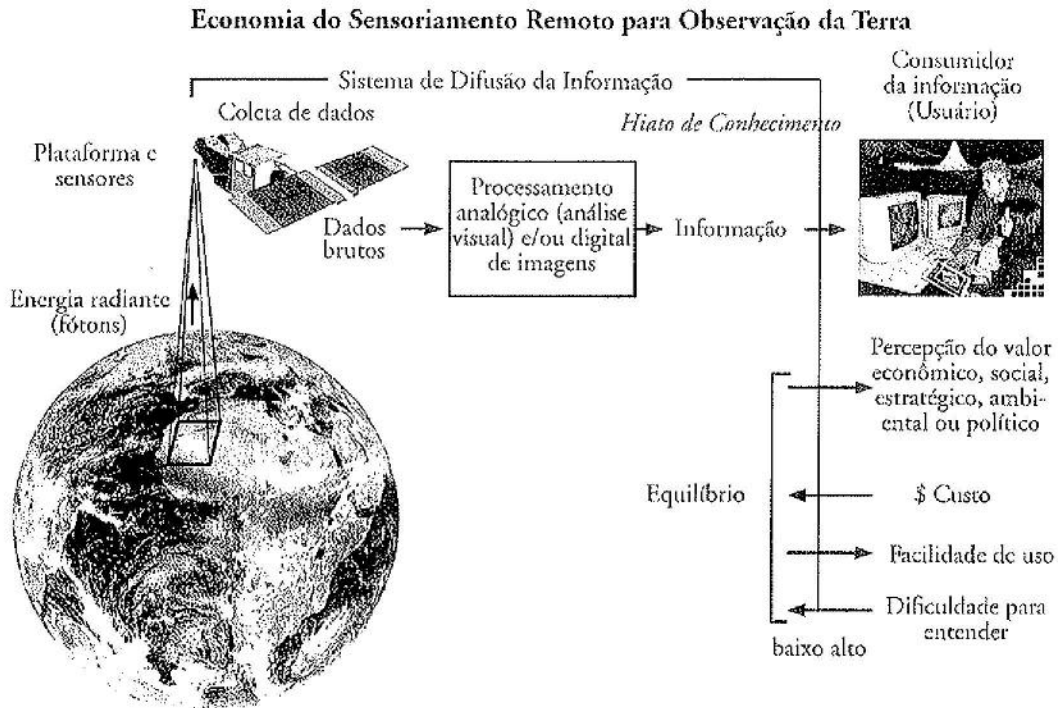 Economia do Sensoriamento Remoto para Observação da Terra
Sistema de Difusão da Informação
Consumidor
da informação
(Usuário)
Coleta de dados
Hiato de Conhecimento
Plataforma e
sensores
Dados
brutos
Processamento
analógico (análise
visual) e/ou digital
de imagens
Informação
Energia radiante
(fótons)
Percepção do valor
econômico, social,
estratégico, ambi-
ental ou político
Equilíbrio
$ Custo
Facilidade de uso
Dificuldade para
entender
baixo alto